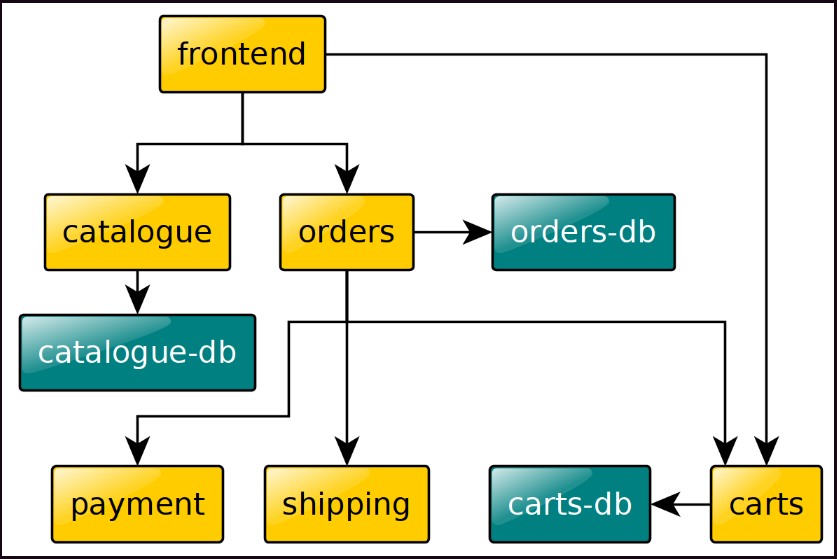 frontend
catalogue
orders
orders-db
catalogue-db
payment
shipping
carts-db
carts